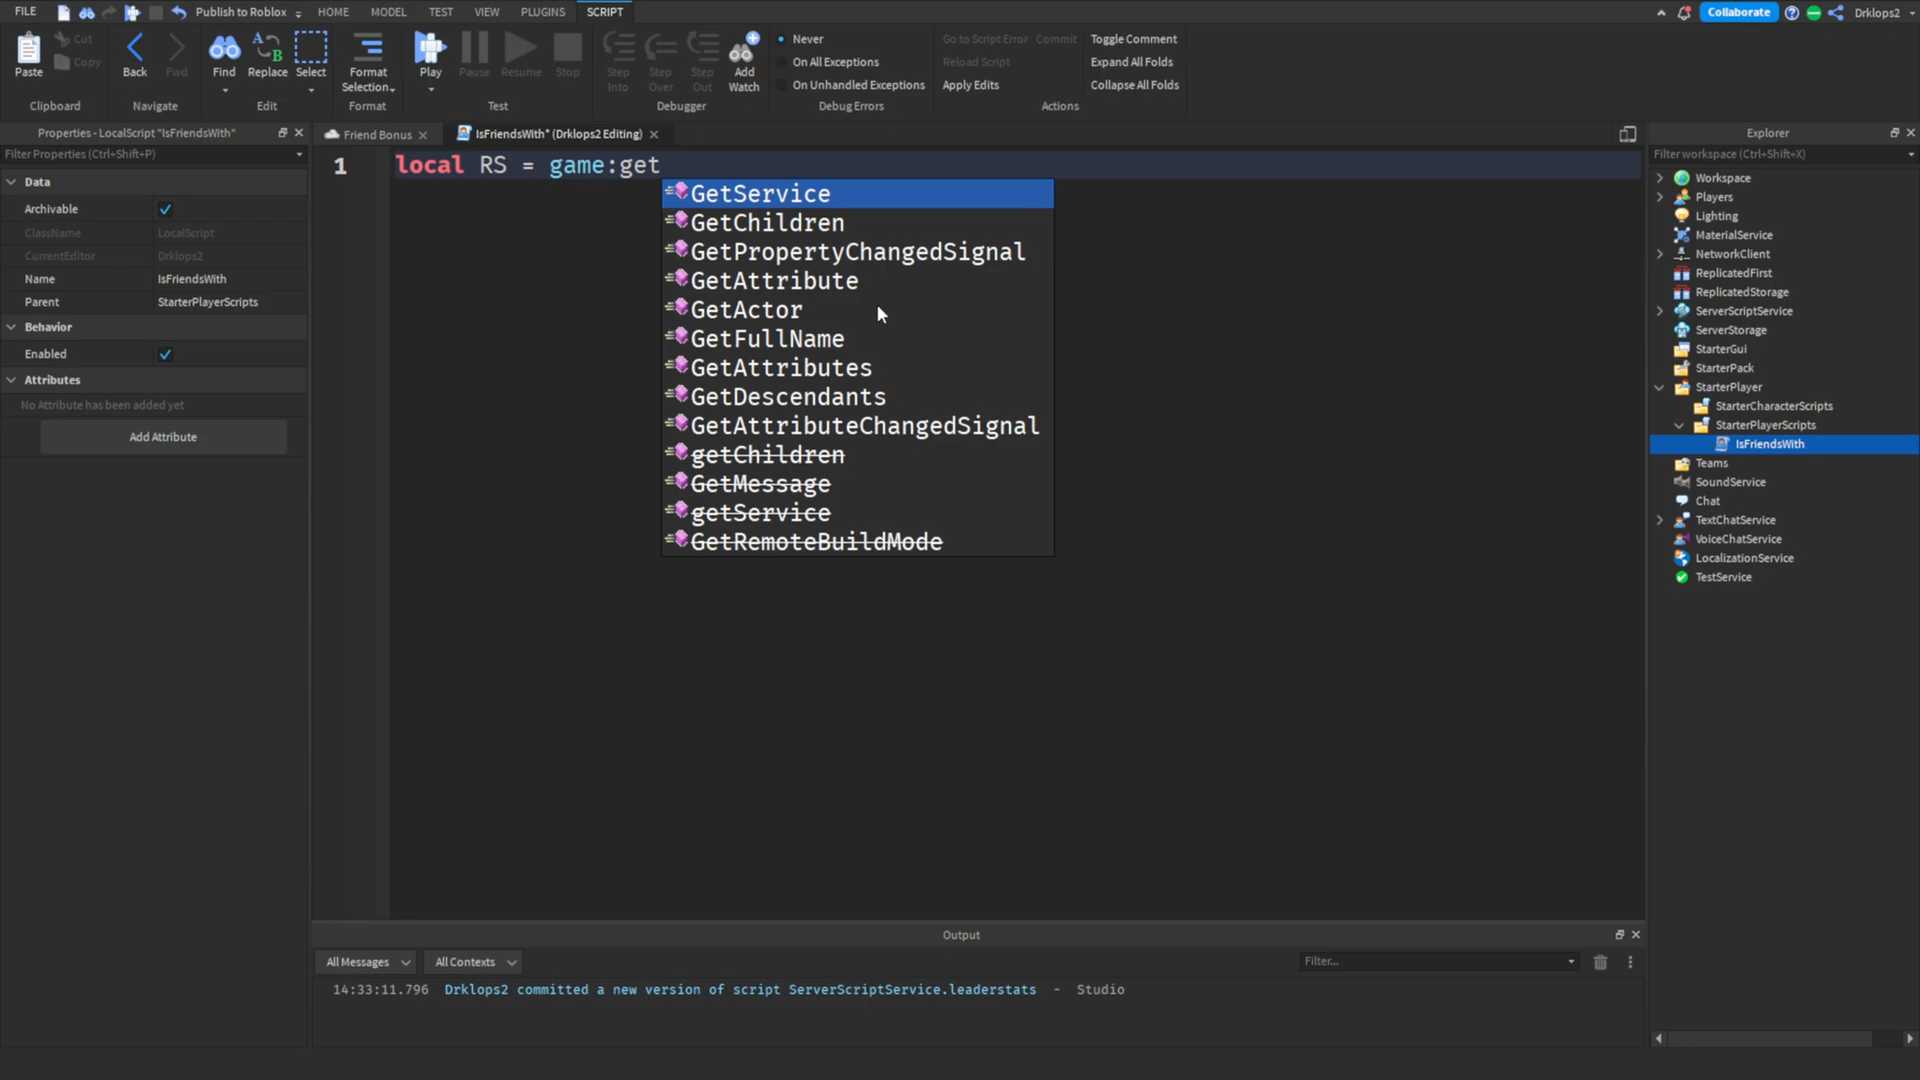 FILE Publish to Roblox HOME MODEL TEST VIEW PLUGINS SCRIPT Collaborate Drklops2
Paste Cut Copy Back Fwd Find Replace Select Format Selection Play Pause Resume Stop Step Into Step Over Step Out Add Watch
Never
On All Exceptions
On Unhandled Exceptions
Go to Script Error Commit
Reload Script
Apply Edits
Toggle Comment
Expand All Folds
Collapse All Folds
Clipboard Navigate Edit Format Test Debugger Debug Errors Actions
Properties - LocalScript "IsFriendsWith"
Filter Properties (Ctrl+Shift+P)
Data
Archivable
ClassName LocalScript
CurrentEditor Drklops2
Name IsFriendsWith
Parent StarterPlayerScripts
Behavior
Enabled
Attributes
No Attribute has been added yet
Add Attribute
Friend Bonus IsFriendsWith* (Drklops2 Editing)
1 local RS = game:get
GetService
GetChildren
GetPropertyChangedSignal
GetAttribute
GetActor
GetFullName
GetAttributes
GetDescendants
GetAttributeChangedSignal
getChildren
GetMessage
getService
GetRemoteBuildMode
Output
All Messages All Contexts Filter...
14:33:11.796 Drklops2 committed a new version of script ServerScriptService.leaderstats - Studio
Explorer
Filter workspace (Ctrl+Shift+X)
Workspace
Players
Lighting
MaterialService
NetworkClient
ReplicatedFirst
ReplicatedStorage
ServerScriptService
ServerStorage
StarterGui
StarterPack
StarterPlayer
StarterCharacterScripts
StarterPlayerScripts
IsFriendsWith
Teams
SoundService
Chat
TextChatService
VoiceChatService
LocalizationService
TestService